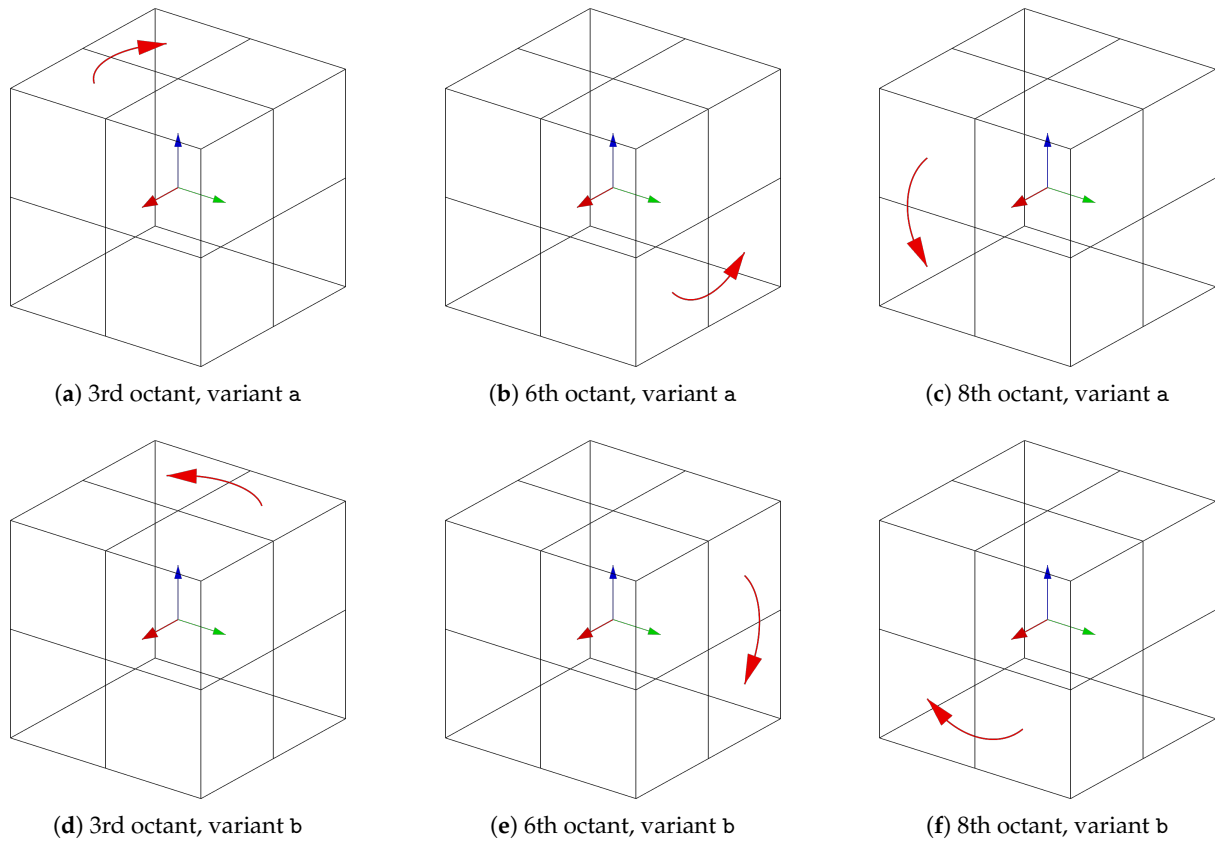 (a) 3rd octant, variant a
(b) 6th octant, variant a
(c) 8th octant, variant a
(d) 3rd octant, variant b
(e) 6th octant, variant b
(f) 8th octant, variant b